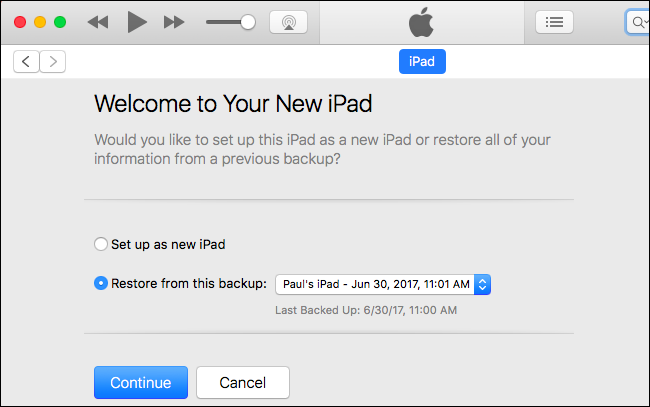 iPad
Welcome to Your New iPad
Would you like to set up this iPad as a new iPad or restore all of your
information from a previous backup?
Set up as new iPad
Restore from this backup: Paul's iPad - Jun 30, 2017, 11:01 AM
Last Backed Up: 6/30/17, 11:00 AM
Continue Cancel